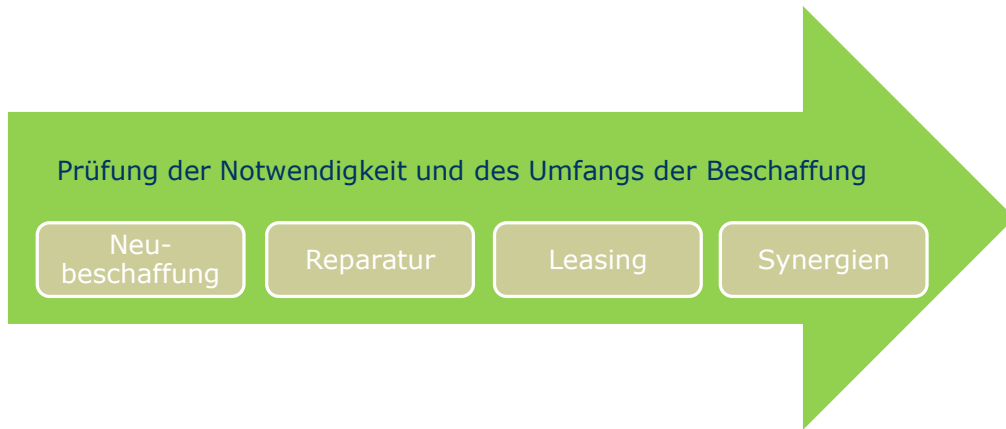 Prüfung der Notwendigkeit und des Umfangs der Beschaffung
Neu-
beschaffung
Reparatur
Leasing
Synergien